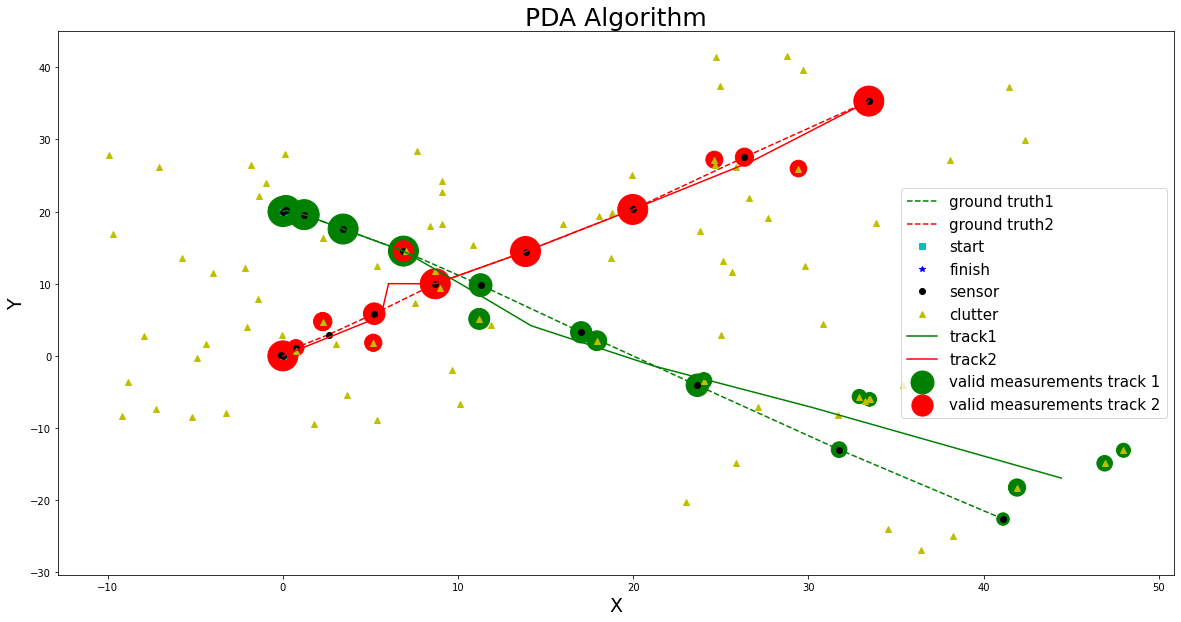 PDA Algorithm
40
30
20
10
0
−10
−20
−30
Y
−10
0
10
20
30
40
50
X
ground truth1
ground truth2
start
finish
sensor
clutter
track1
track2
valid measurements track 1
valid measurements track 2